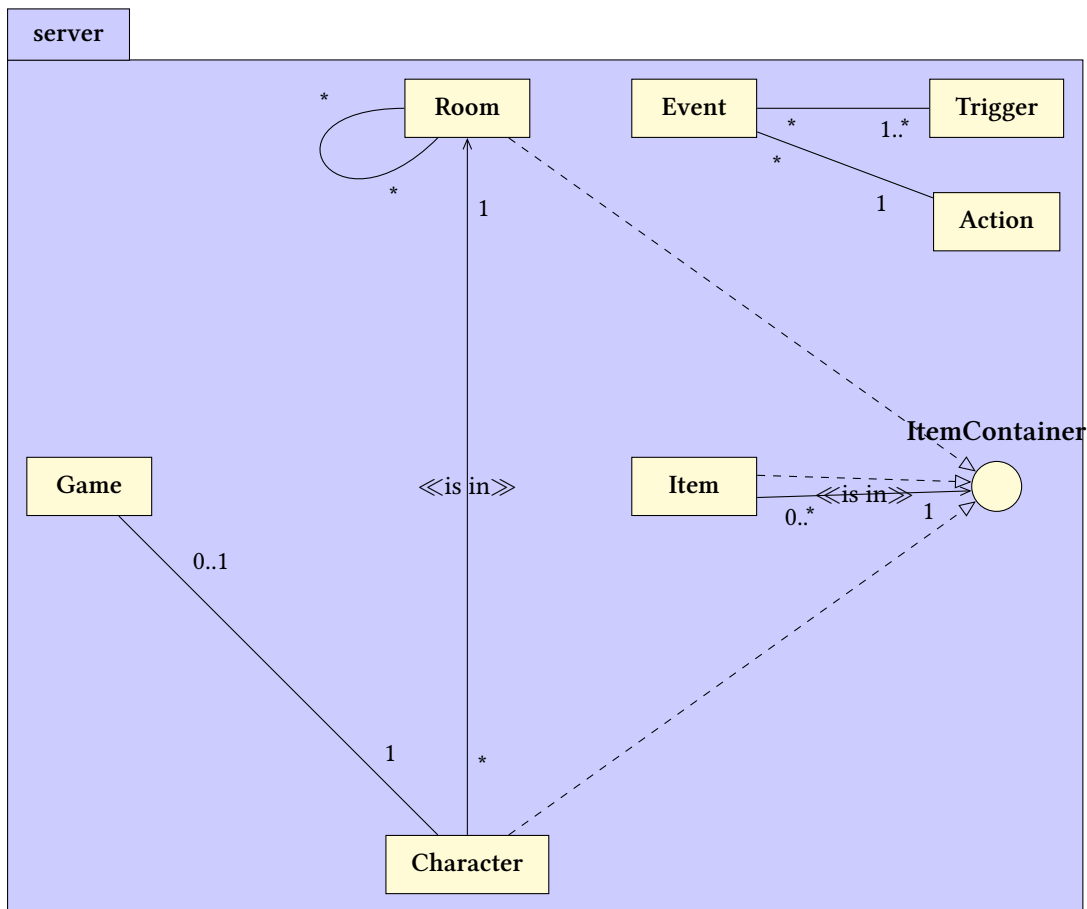 server
Room
Event
Trigger
*
*
1..*
*
*
1
1
Action
ItemContainer
Game
≪is in≫
Item
≪is in≫
0..*
1
0..1
1
*
Character